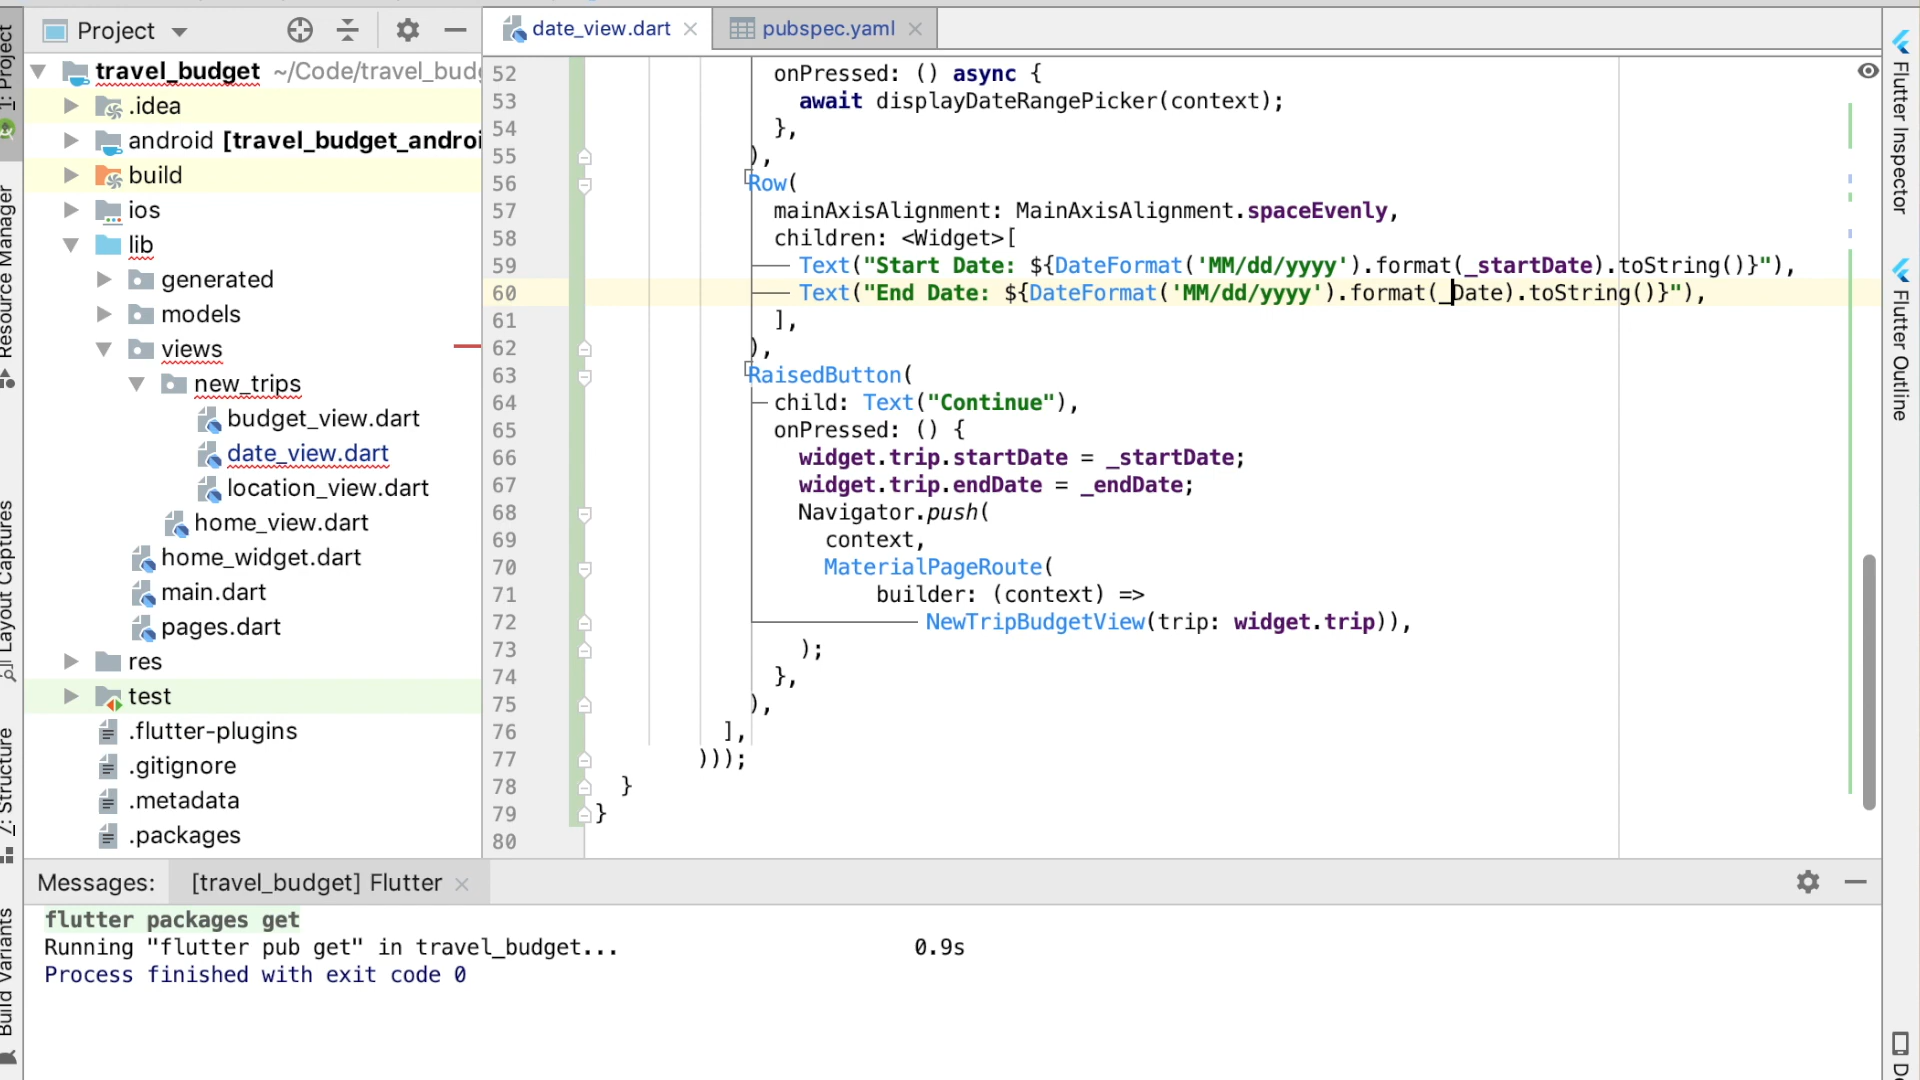 Project
date_view.dart
pubspec.yaml
travel_budget ~/Code/travel_budg
.idea
android [travel_budget_androi
build
ios
lib
generated
models
views
new_trips
budget_view.dart
date_view.dart
location_view.dart
home_view.dart
home_widget.dart
main.dart
pages.dart
res
test
.flutter-plugins
.gitignore
.metadata
.packages
52 onPressed: () async {
53 await displayDateRangePicker(context);
54 },
55 ),
56 Row(
57 mainAxisAlignment: MainAxisAlignment.spaceEvenly,
58 children: <Widget>[
59 Text("Start Date: ${DateFormat('MM/dd/yyyy').format(_startDate).toString()}"),
60 Text("End Date: ${DateFormat('MM/dd/yyyy').format(_Date).toString()}"),
61 ],
62 ),
63 RaisedButton(
64 child: Text("Continue"),
65 onPressed: () {
66 widget.trip.startDate = _startDate;
67 widget.trip.endDate = _endDate;
68 Navigator.push(
69 context,
70 MaterialPageRoute(
71 builder: (context) =>
72 NewTripBudgetView(trip: widget.trip)),
73 );
74 },
75 ),
76 ],
77 )));
78 }
79 }
80
Messages: [travel_budget] Flutter
flutter packages get
Running "flutter pub get" in travel_budget... 0.9s
Process finished with exit code 0
1: Project
Resource Manager
Layout Captures
Z: Structure
Build Variants
Flutter Inspector
Flutter Outline